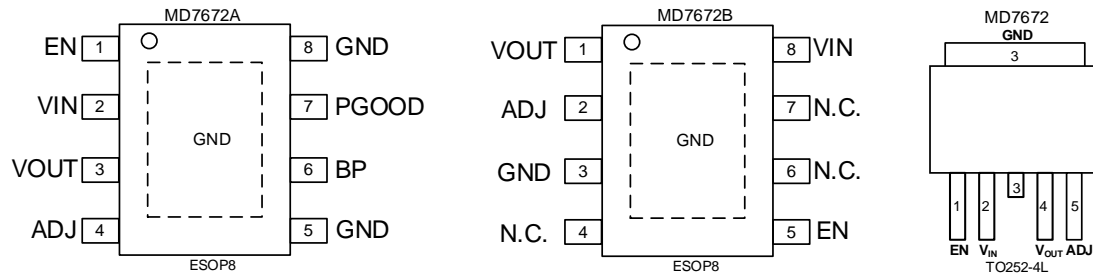 MD7672A
EN 1 8 GND
VIN 2 7 PGOOD
GND
VOUT 3 6 BP
ADJ 4 5 GND
ESOP8
MD7672B
VOUT 1 8 VIN
ADJ 2 7 N.C.
GND
GND 3 6 N.C.
N.C. 4 5 EN
ESOP8
MD7672
GND
3
1 2 3 4 5
EN VIN VOUT ADJ
TO252-4L